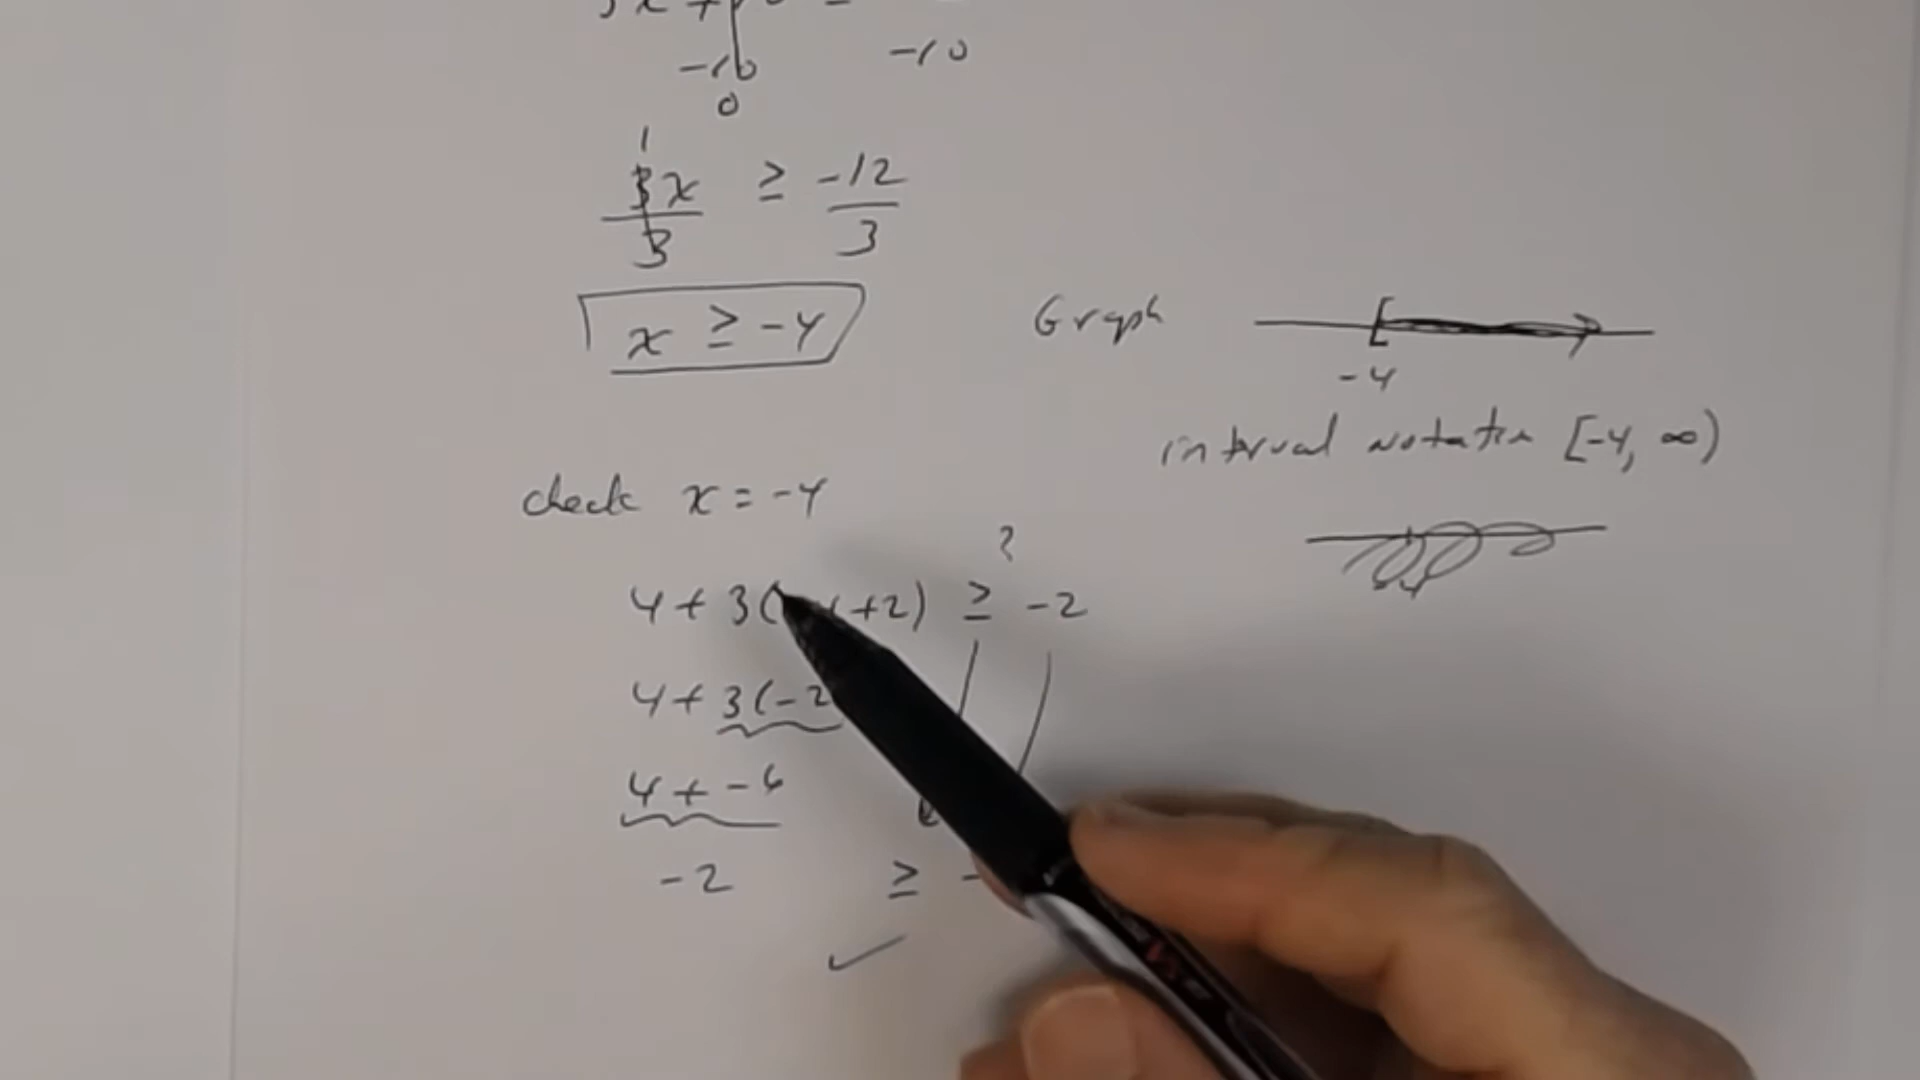 -10 -10
0
1
3x ≥ -12
3 3
x ≥ -4
Graph
-4
interval notation [-4, ∞)
check x = -4
?
4 + 3( +2) ≥ -2
4 + 3(-2
4 + -6
-2 ≥ -